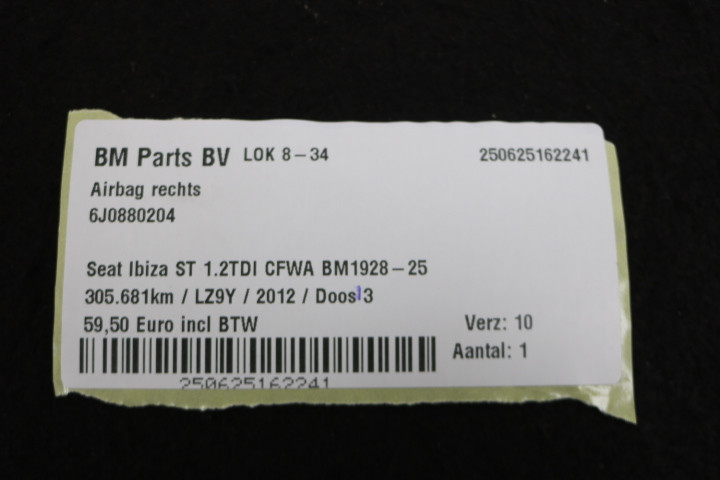 BM Parts BV LOK 8-34 250625162241
Airbag rechts
6J0880204
Seat Ibiza ST 1.2TDI CFWA BM1928-25
305.681km / LZ9Y / 2012 / Doos 3
59,50 Euro incl BTW Verz: 10
Aantal: 1
250625162241